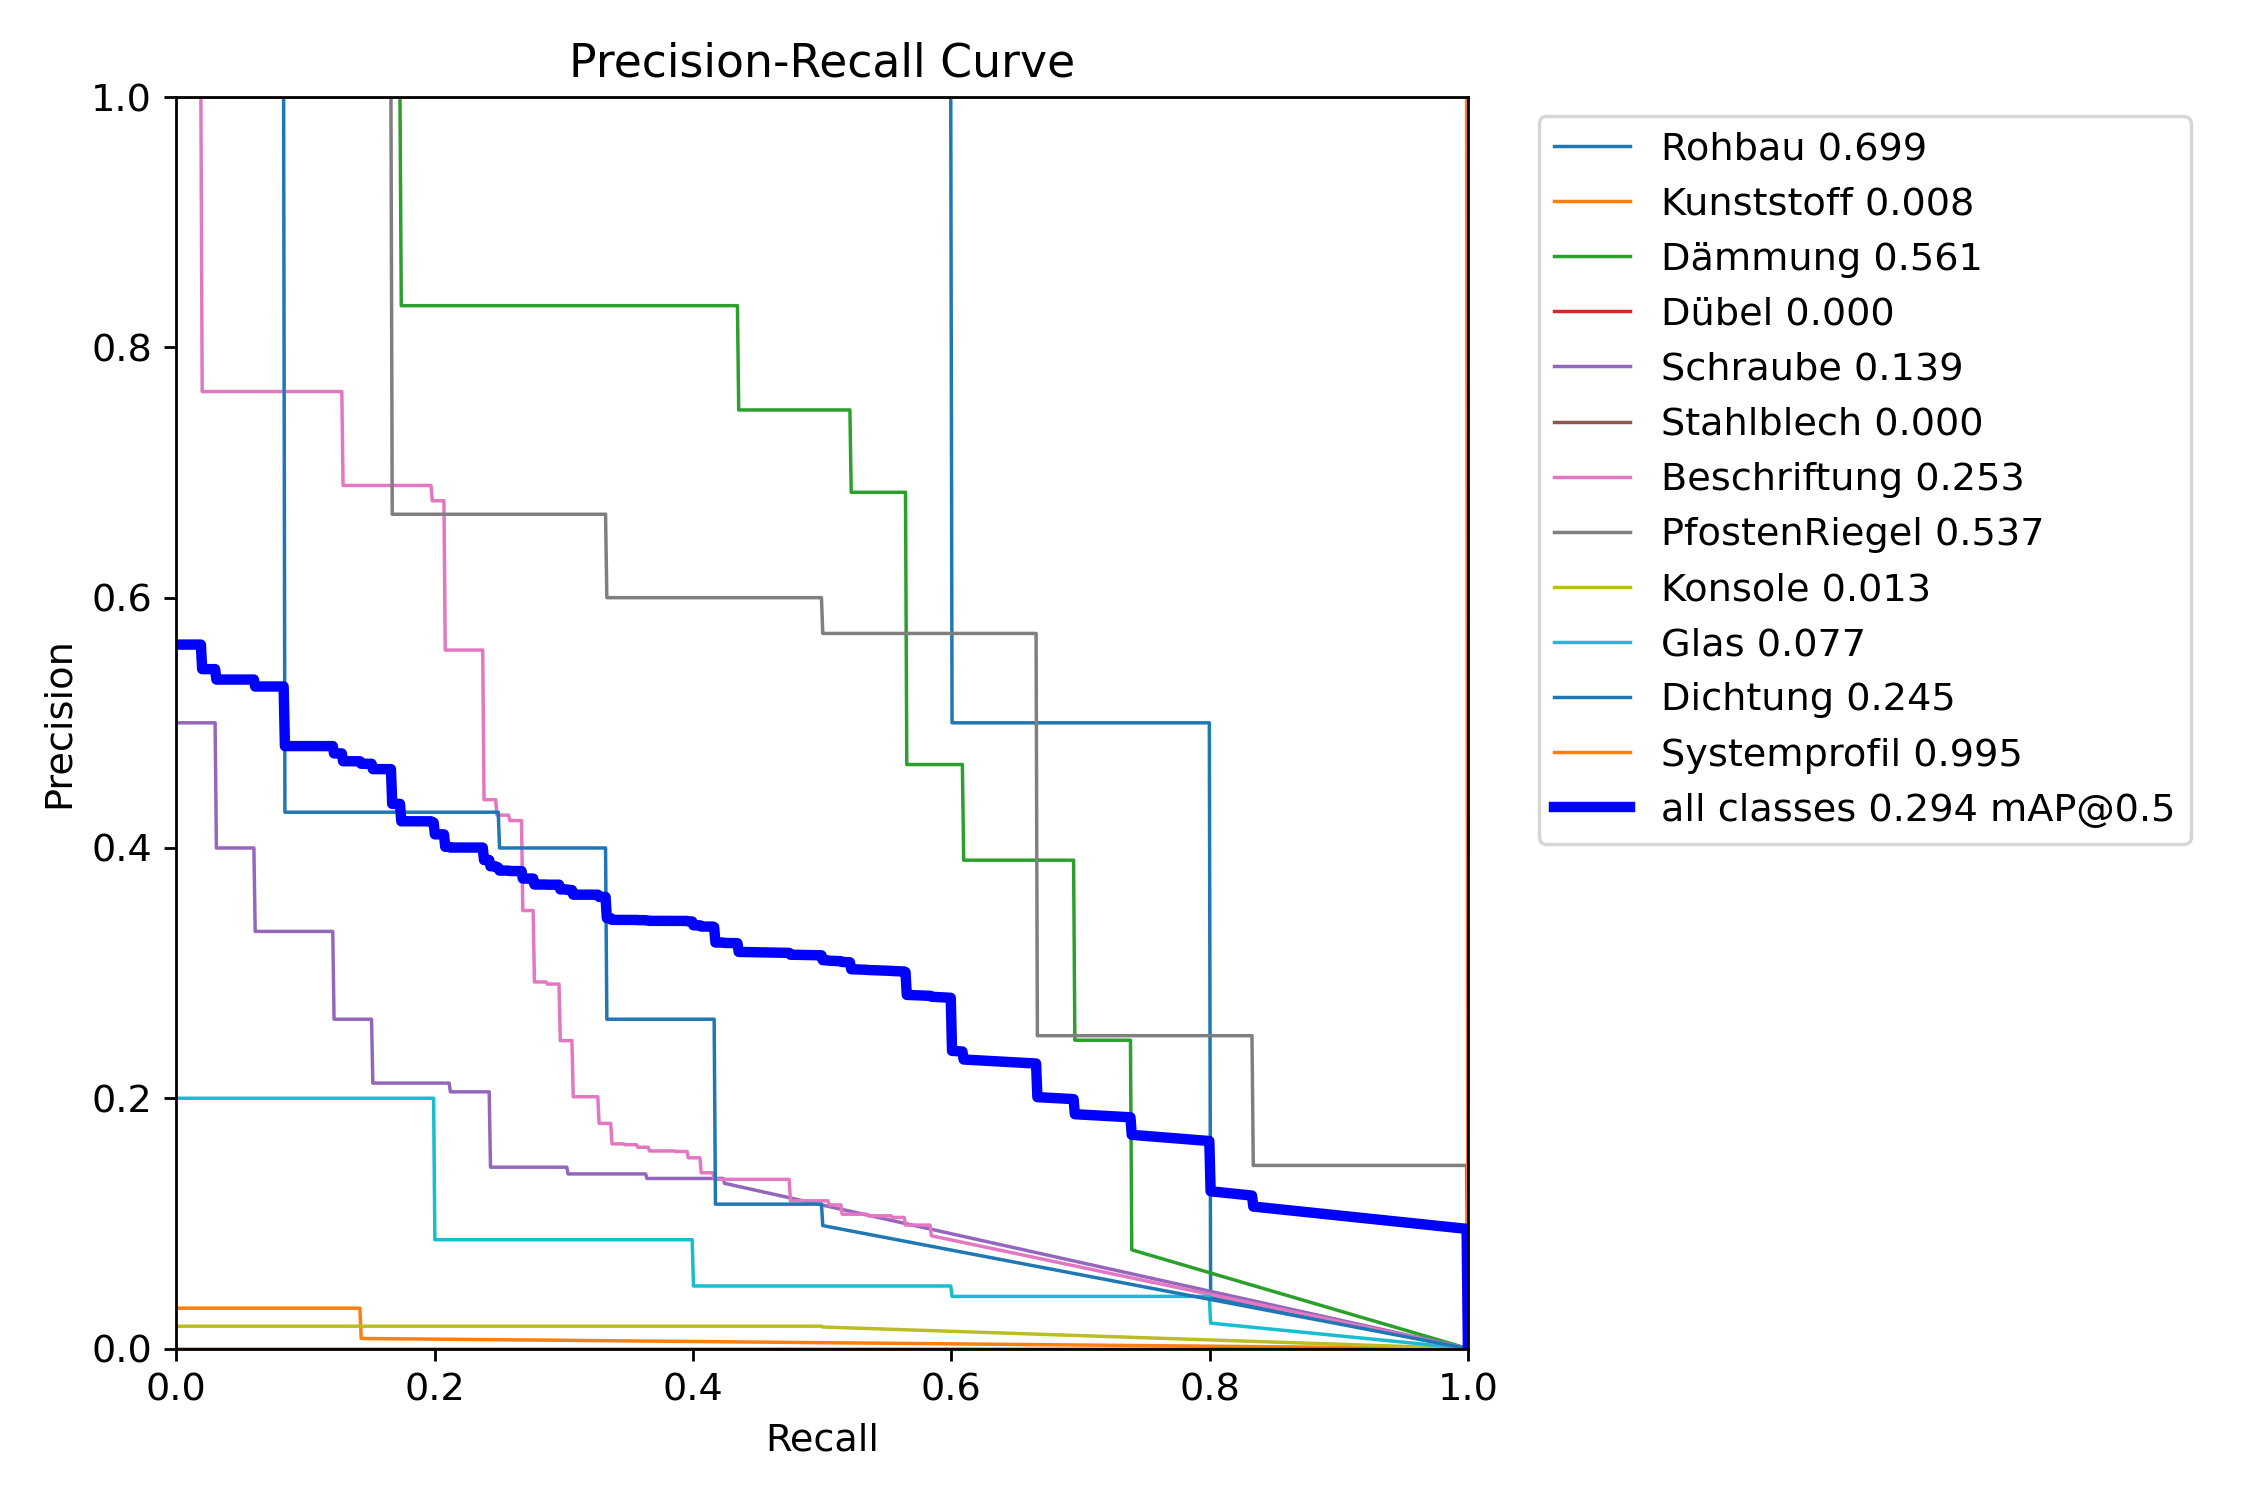 Precision-Recall Curve
1.0
0.8
0.6
0.4
0.2
0.0
Precision
0.0 0.2 0.4 0.6 0.8 1.0
Recall
Rohbau 0.699
Kunststoff 0.008
Dämmung 0.561
Dübel 0.000
Schraube 0.139
Stahlblech 0.000
Beschriftung 0.253
PfostenRiegel 0.537
Konsole 0.013
Glas 0.077
Dichtung 0.245
Systemprofil 0.995
all classes 0.294 mAP@0.5